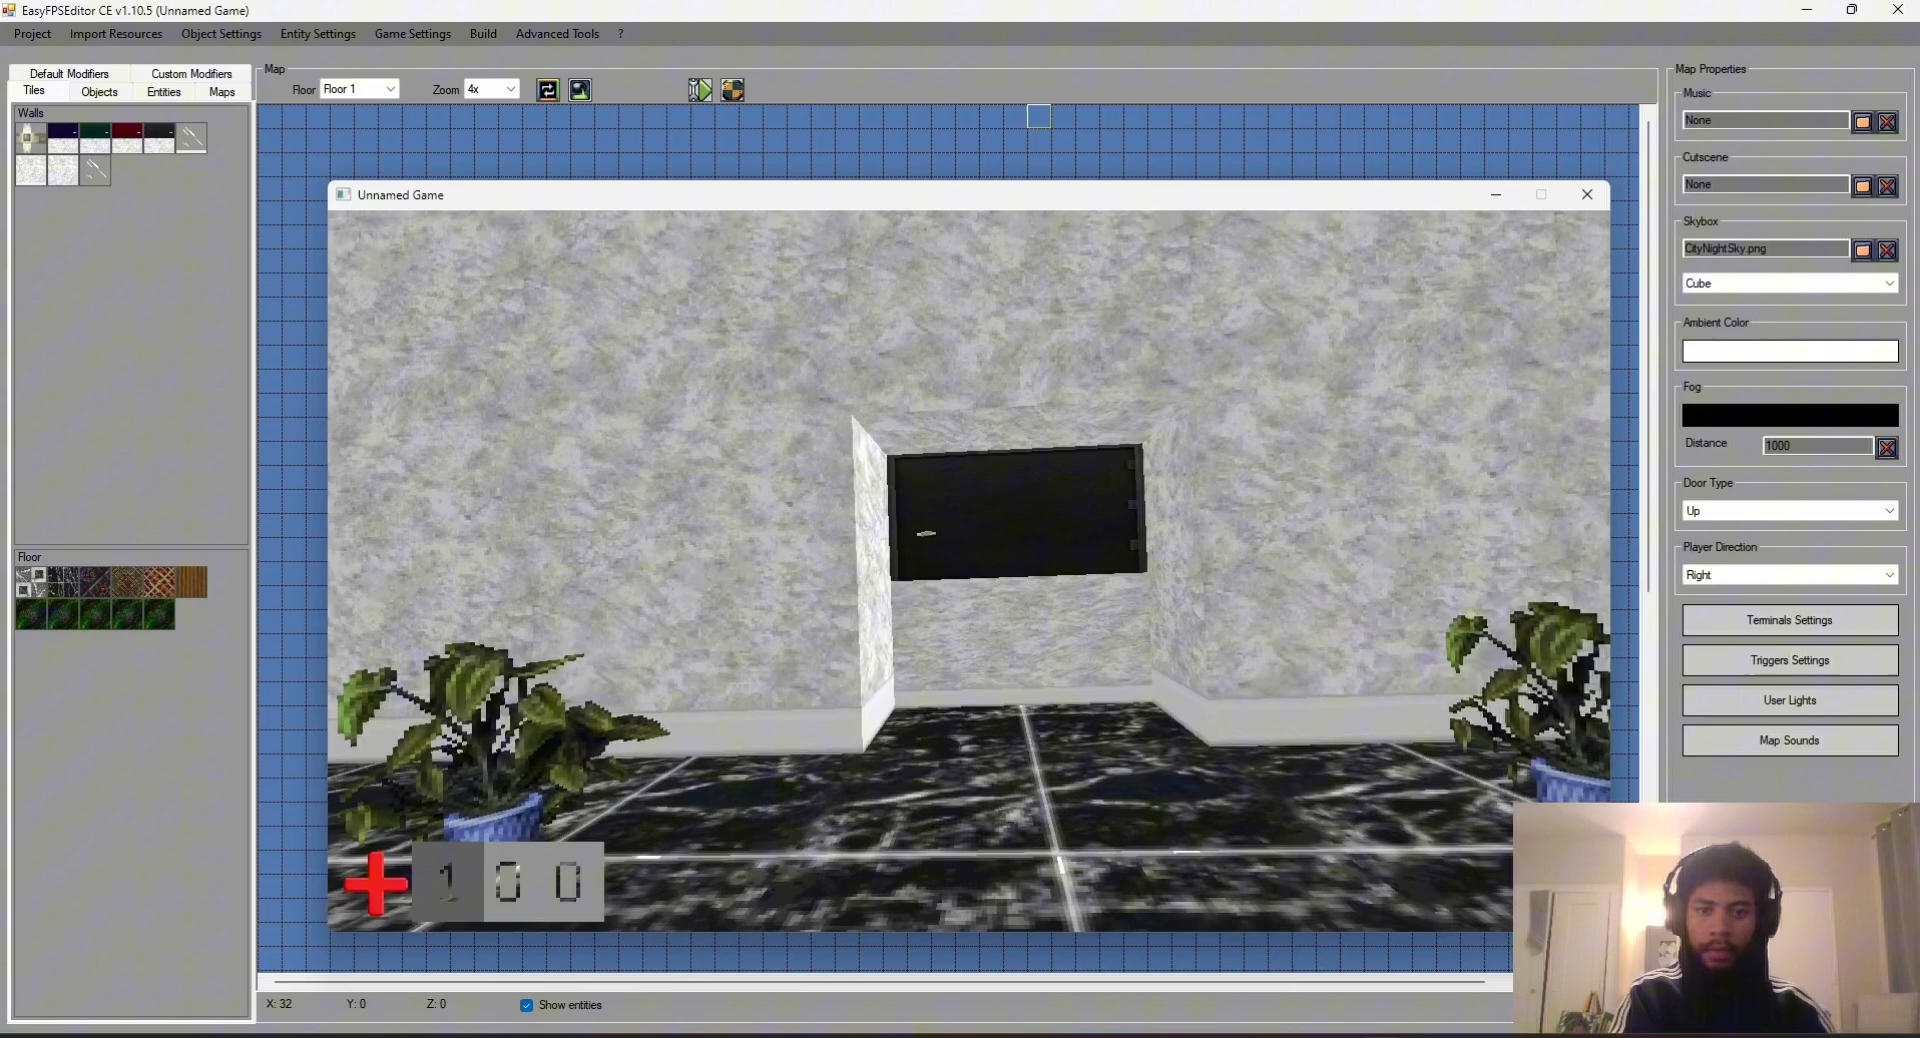 EasyFPSEditor CE v1.10.5 (Unnamed Game)
Project Import Resources Object Settings Entity Settings Game Settings Build Advanced Tools ?
Default Modifiers Custom Modifiers
Tiles Objects Entities Maps
Walls
Floor
Map
Floor Floor 1 Zoom 4x
Unnamed Game
1 0 0
X: 32 Y: 0 Z: 0 Show entities
Map Properties
Music
None
Cutscene
None
Skybox
CityNightSky.png
Cube
Ambient Color
Fog
Distance 1000
Door Type
Up
Player Direction
Right
Terminals Settings
Triggers Settings
User Lights
Map Sounds